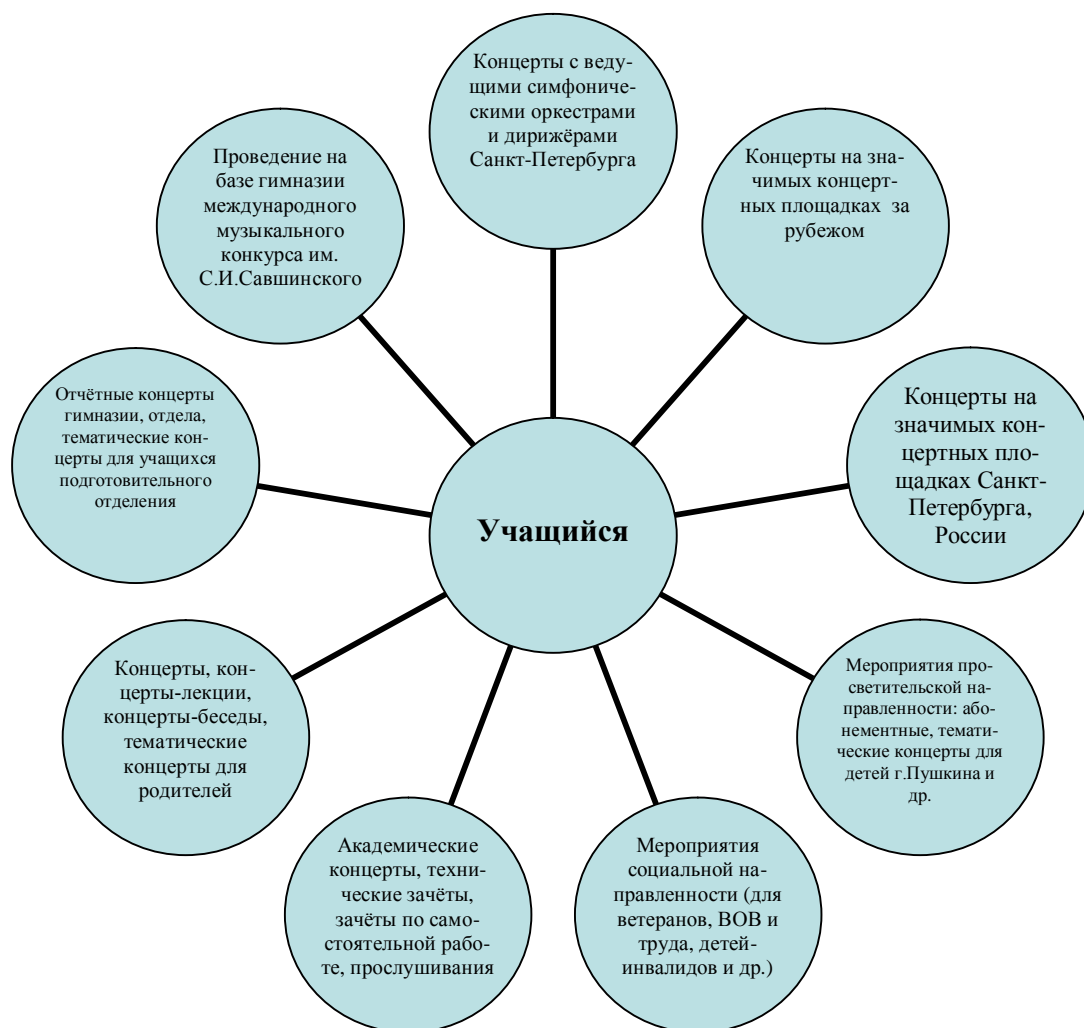 Концерты с веду-
щими симфониче-
скими оркестрами
и дирижёрами
Санкт-Петербурга
Концерты на зна-
чимых концерт-
ных площадках за
рубежом
Концерты на
значимых кон-
цертных пло-
щадках Санкт-
Петербурга,
России
Мероприятия про-
светительской на-
правленности: або-
нементные, темати-
ческие концерты для
детей г.Пушкина и
др.
Мероприятия
социальной на-
правленности (для
ветеранов, ВОВ и
труда, детей-
инвалидов и др.)
Академические
концерты, техни-
ческие зачёты,
зачёты по само-
стоятельной рабо-
те, прослушивания
Концерты, кон-
церты-лекции,
концерты-беседы,
тематические
концерты для
родителей
Отчётные концерты
гимназии, отдела,
тематические кон-
церты для учащихся
подготовительного
отделения
Проведение на
базе гимназии
международного
музыкального
конкурса им.
С.И.Савшинского
Учащийся